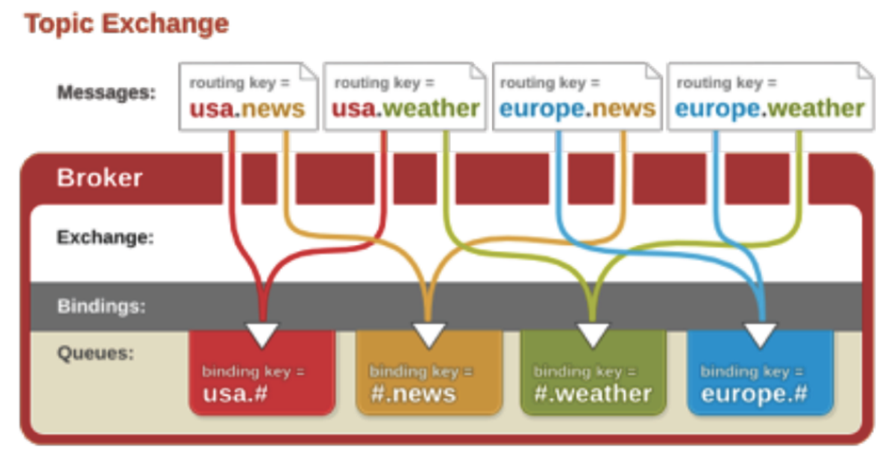 Topic Exchange
Messages:
routing key =
usa.news
routing key =
usa.weather
routing key =
europe.news
routing key =
europe.weather
Broker
Exchange:
Bindings:
Queues:
binding key =
usa.#
binding key =
#.news
binding key =
#.weather
binding key =
europe.#